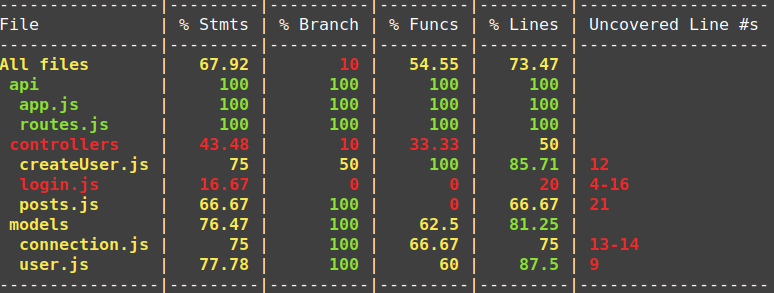 -----------------|----------|----------|----------|----------|-------------------
File             | % Stmts | % Branch | % Funcs | % Lines | Uncovered Line #s
-----------------|----------|----------|----------|----------|-------------------
All files        | 67.92 | 10 | 54.55 | 73.47 |
 api             | 100 | 100 | 100 | 100 |
  app.js         | 100 | 100 | 100 | 100 |
  routes.js      | 100 | 100 | 100 | 100 |
 controllers     | 43.48 | 10 | 33.33 | 50 |
  createUser.js  | 75 | 50 | 100 | 85.71 | 12
  login.js       | 16.67 | 0 | 0 | 20 | 4-16
  posts.js       | 66.67 | 100 | 0 | 66.67 | 21
 models          | 76.47 | 100 | 62.5 | 81.25 |
  connection.js  | 75 | 100 | 66.67 | 75 | 13-14
  user.js        | 77.78 | 100 | 60 | 87.5 | 9
-----------------|----------|----------|----------|----------|-------------------